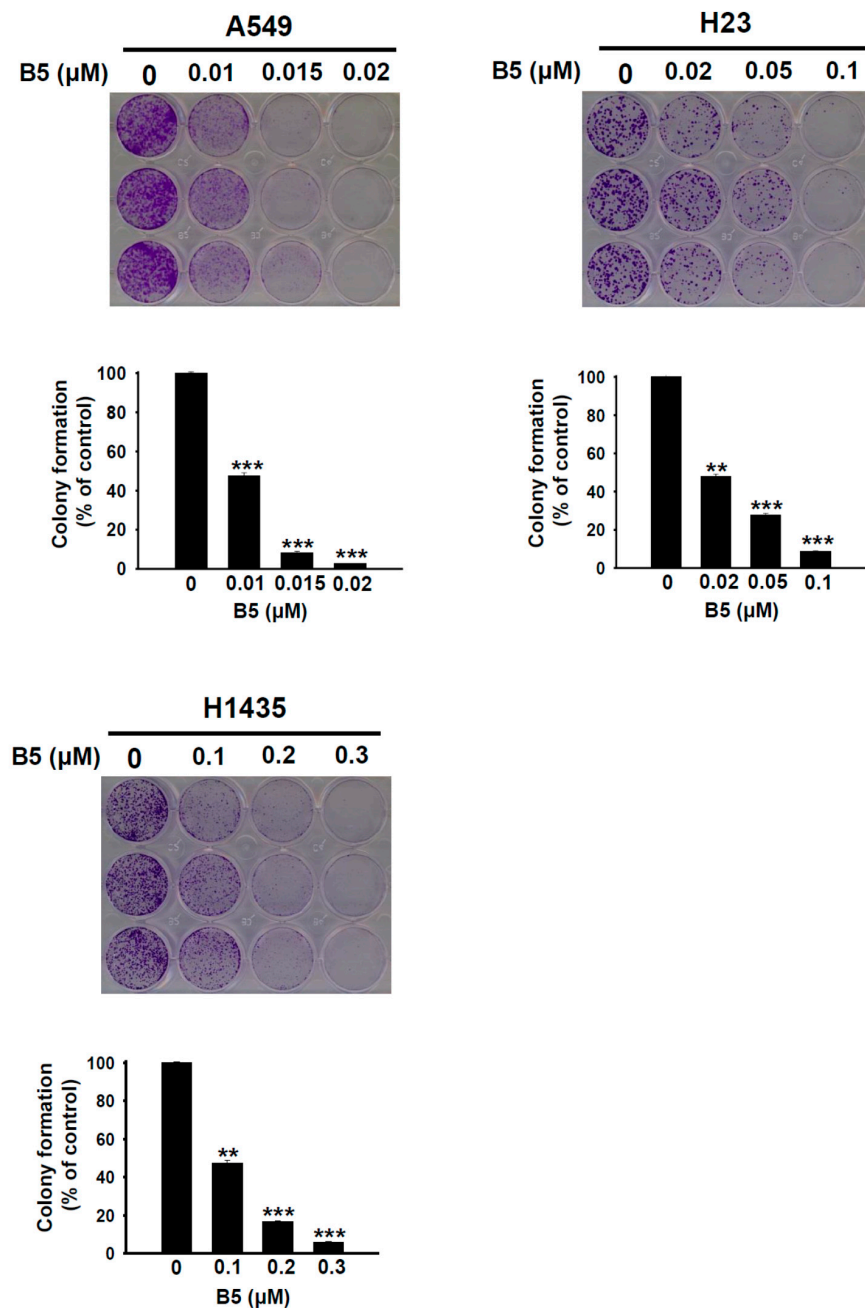 A549
B5 (μM) 0 0.01 0.015 0.02
H23
B5 (μM) 0 0.02 0.05 0.1
Colony formation
(% of control)
100
80
60
40
20
0
***
***
***
0 0.01 0.015 0.02
B5 (μM)
Colony formation
(% of control)
100
80
60
40
20
0
**
***
***
0 0.02 0.05 0.1
B5 (μM)
H1435
B5 (μM) 0 0.1 0.2 0.3
Colony formation
(% of control)
100
80
60
40
20
0
**
***
***
0 0.1 0.2 0.3
B5 (μM)